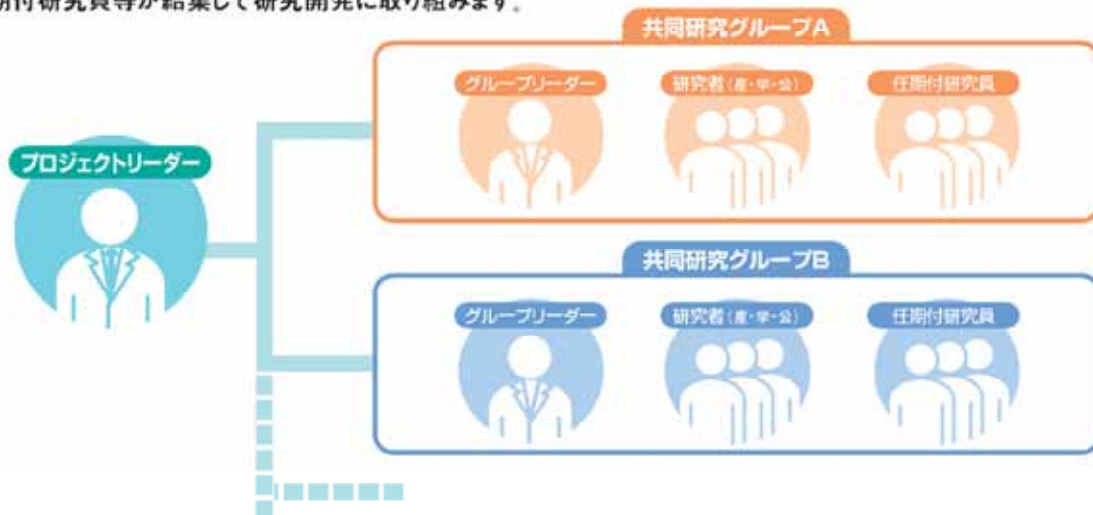 期付研究員等が結集して研究開発に取り組みます。
共同研究グループA
グループリーダー
研究者（産・学・公）
任期付研究員
プロジェクトリーダー
共同研究グループB
グループリーダー
研究者（産・学・公）
任期付研究員